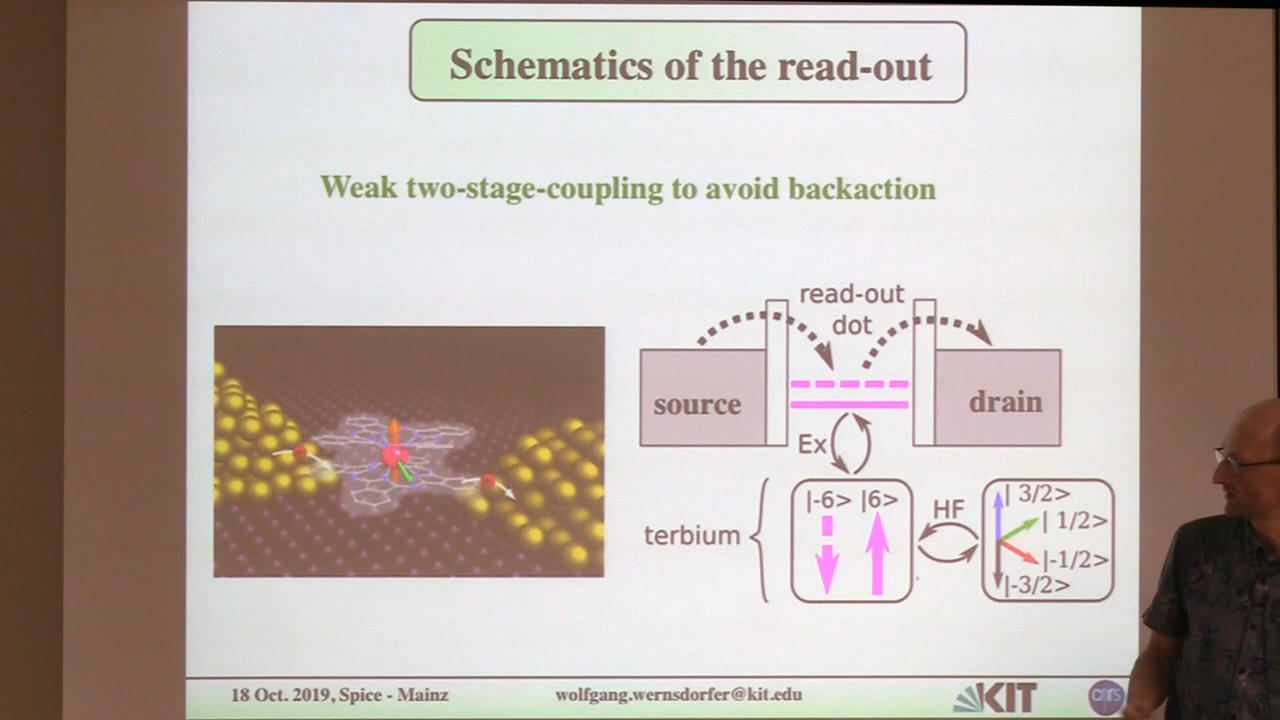 Schematics of the read-out
Weak two-stage-coupling to avoid backaction
read-out
dot
source
drain
Ex
|-6> |6>
HF
terbium
| 3/2>
| 1/2>
|-1/2>
|-3/2>
18 Oct. 2019, Spice - Mainz
wolfgang.wernsdorfer@kit.edu
KIT
cnrs